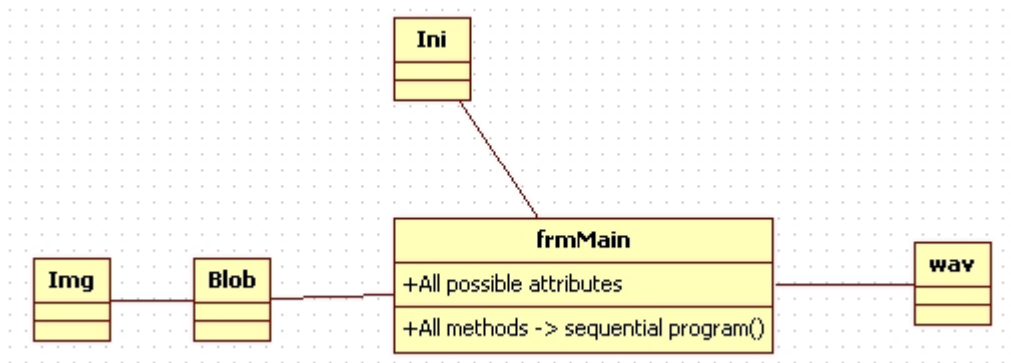 Ini
frmMain
+All possible attributes
+All methods -> sequential program()
Img
Blob
wav